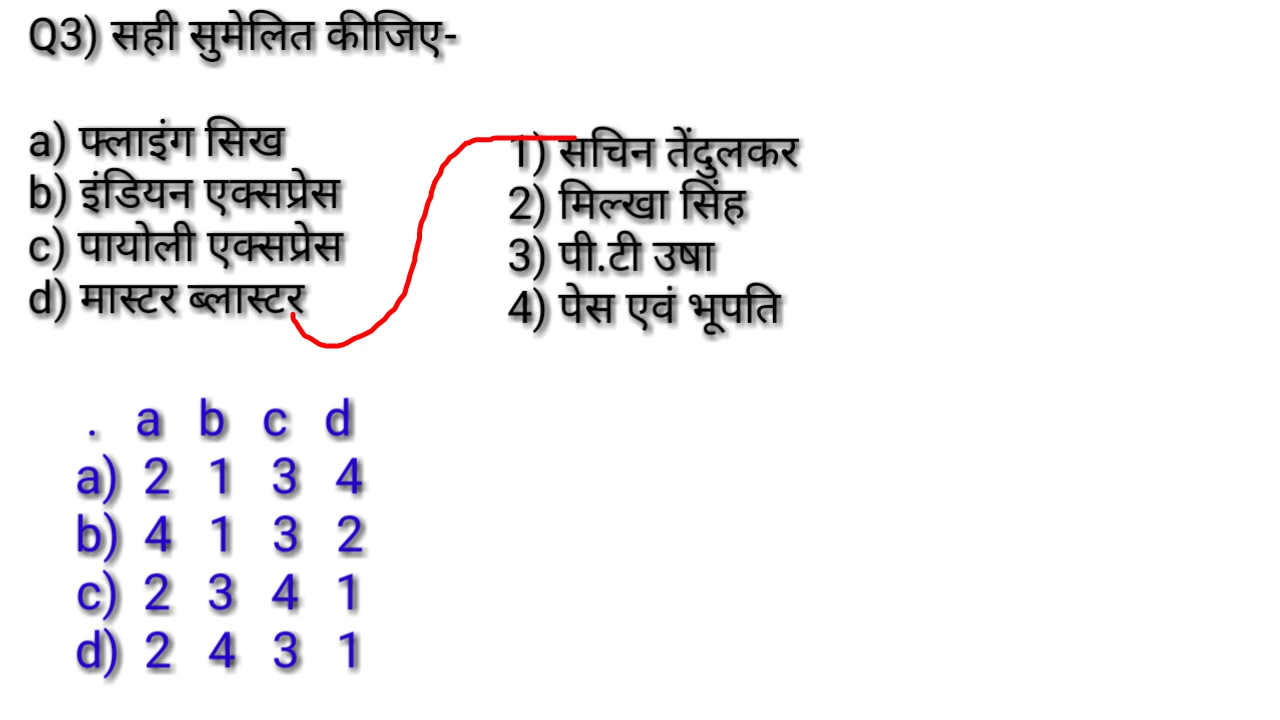 Q3) सही सुमेलित कीजिए-
a) फ्लाइंग सिख
b) इंडियन एक्सप्रेस
c) पायोली एक्सप्रेस
d) मास्टर ब्लास्टर
1) सचिन तेंदुलकर
2) मिल्खा सिंह
3) पी.टी उषा
4) पेस एवं भूपति
. a b c d
a) 2 1 3 4
b) 4 1 3 2
c) 2 3 4 1
d) 2 4 3 1